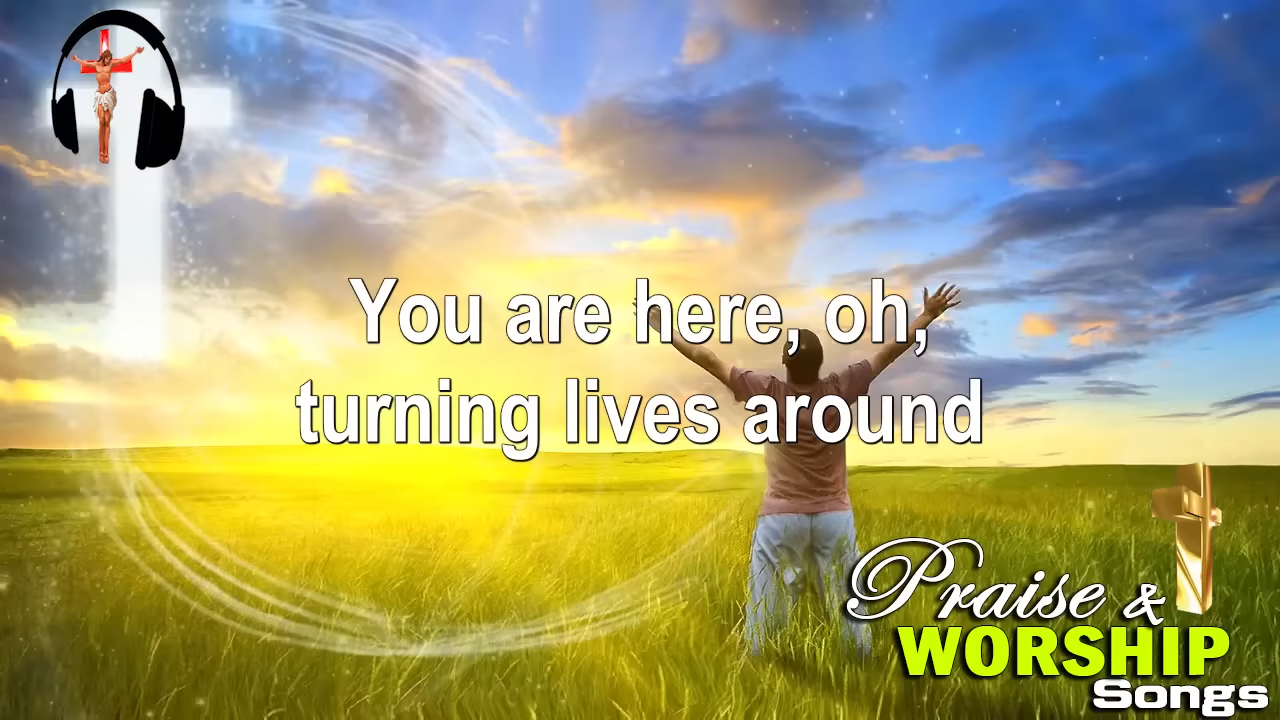 You are here, oh,
turning lives around
Praise &
WORSHIP
Songs